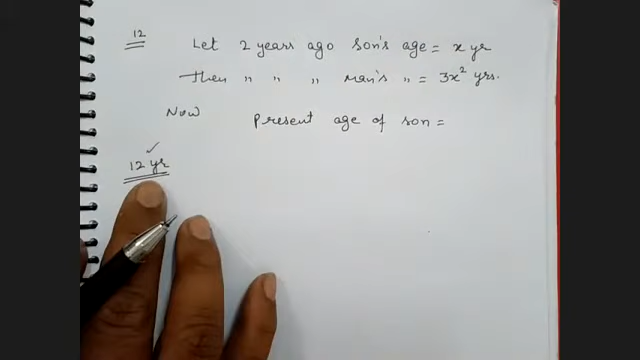 12
Let 2 years ago son's age = x yr
Then " " " Man's " = 3x² yrs.
Now Present age of son =
12 yr